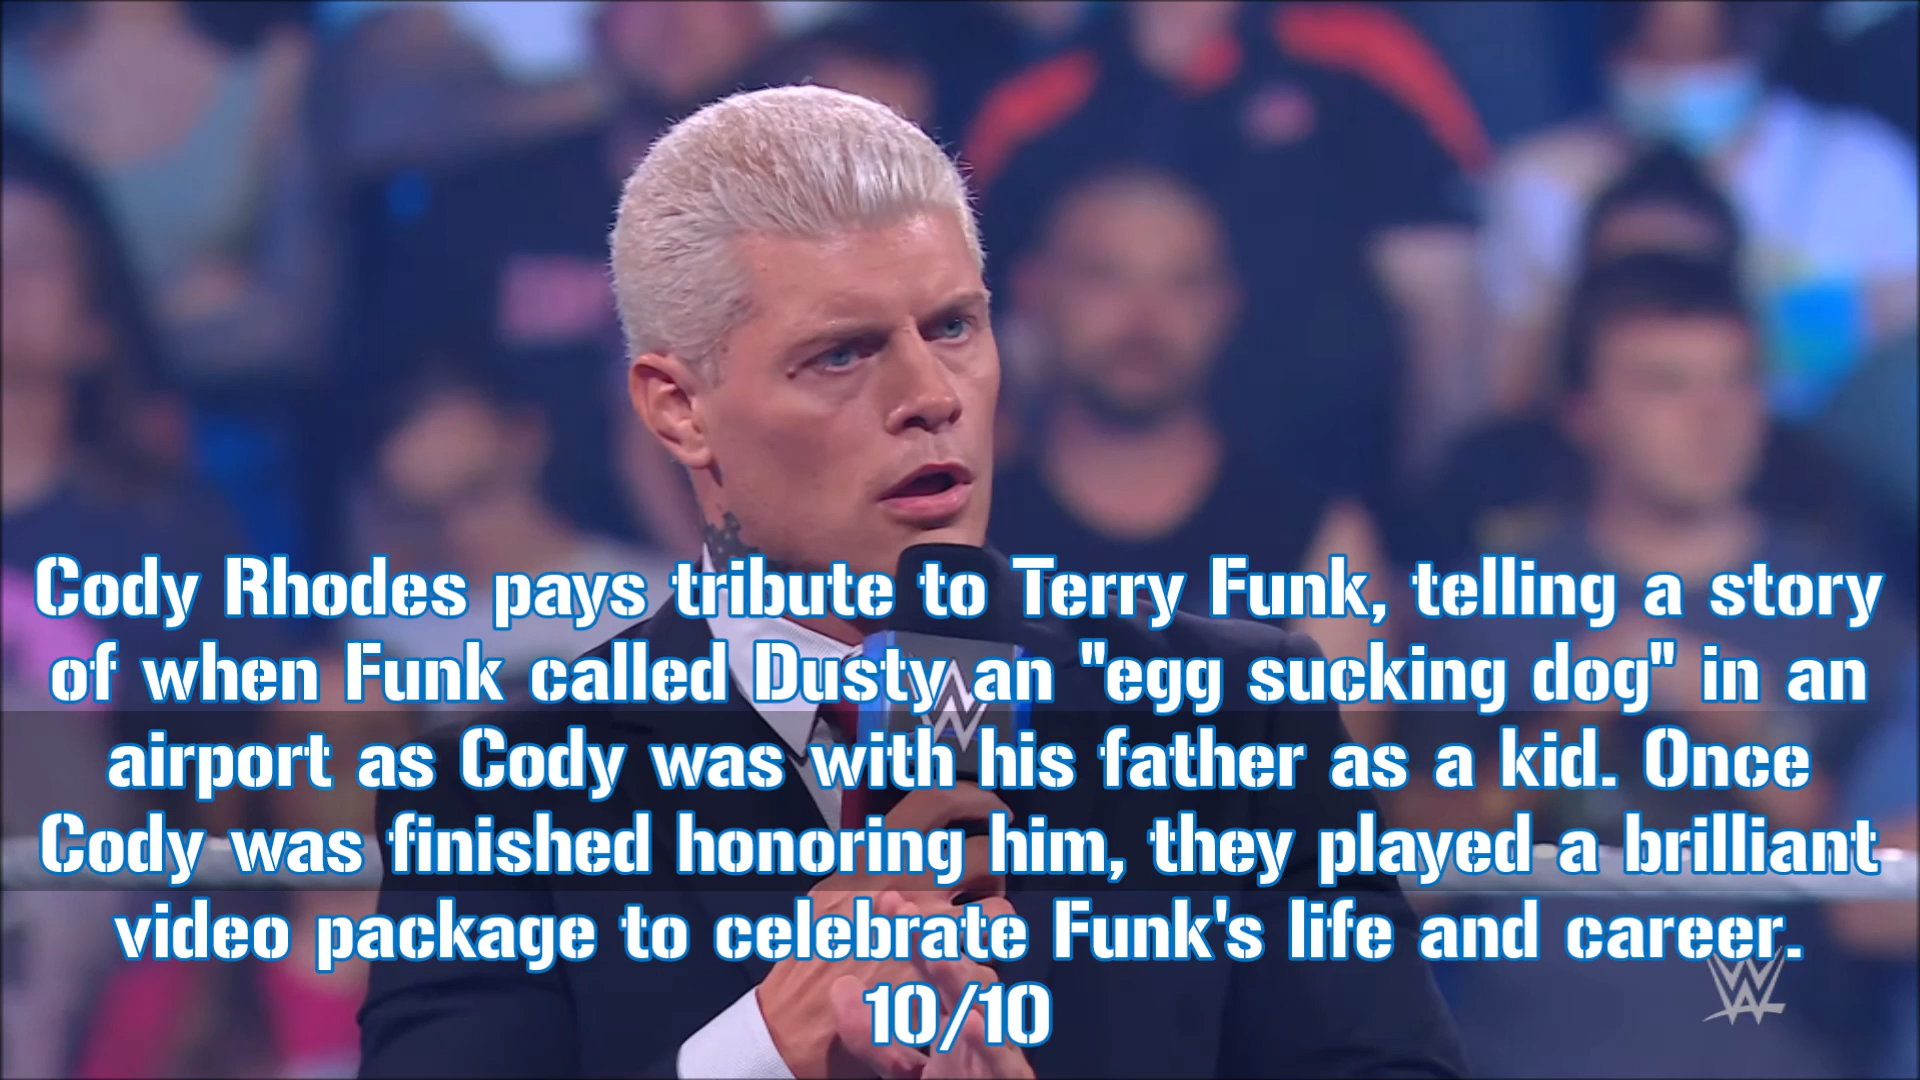 Cody Rhodes pays tribute to Terry Funk, telling a story
of when Funk called Dusty an "egg sucking dog" in an
airport as Cody was with his father as a kid. Once
Cody was finished honoring him, they played a brilliant
video package to celebrate Funk's life and career.
10/10
W
W